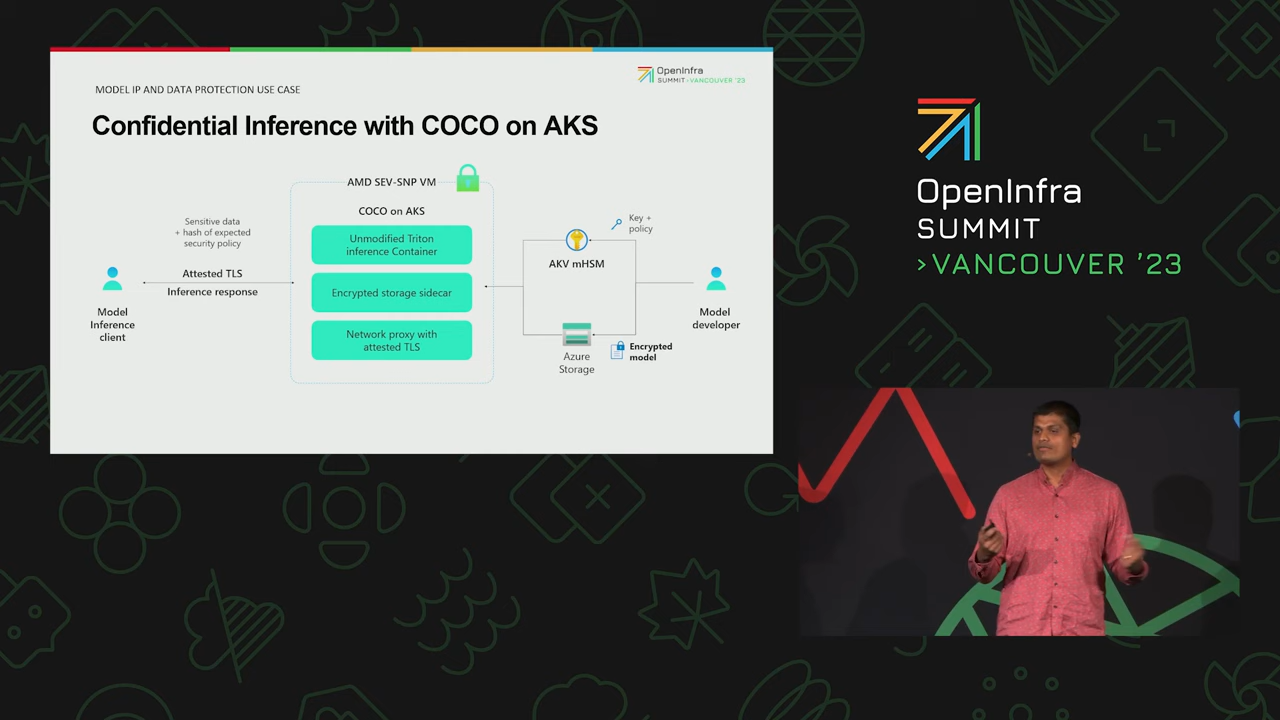 OpenInfra
SUMMIT › VANCOUVER '23
MODEL IP AND DATA PROTECTION USE CASE
Confidential Inference with COCO on AKS
AMD SEV-SNP VM
COCO on AKS
Unmodified Triton
inference Container
Encrypted storage sidecar
Network proxy with
attested TLS
Sensitive data
+ hash of expected
security policy
Attested TLS
Inference response
Model
Inference
client
Key +
policy
AKV mHSM
Model
developer
Azure
Storage
Encrypted
model
OpenInfra
SUMMIT
>VANCOUVER '23